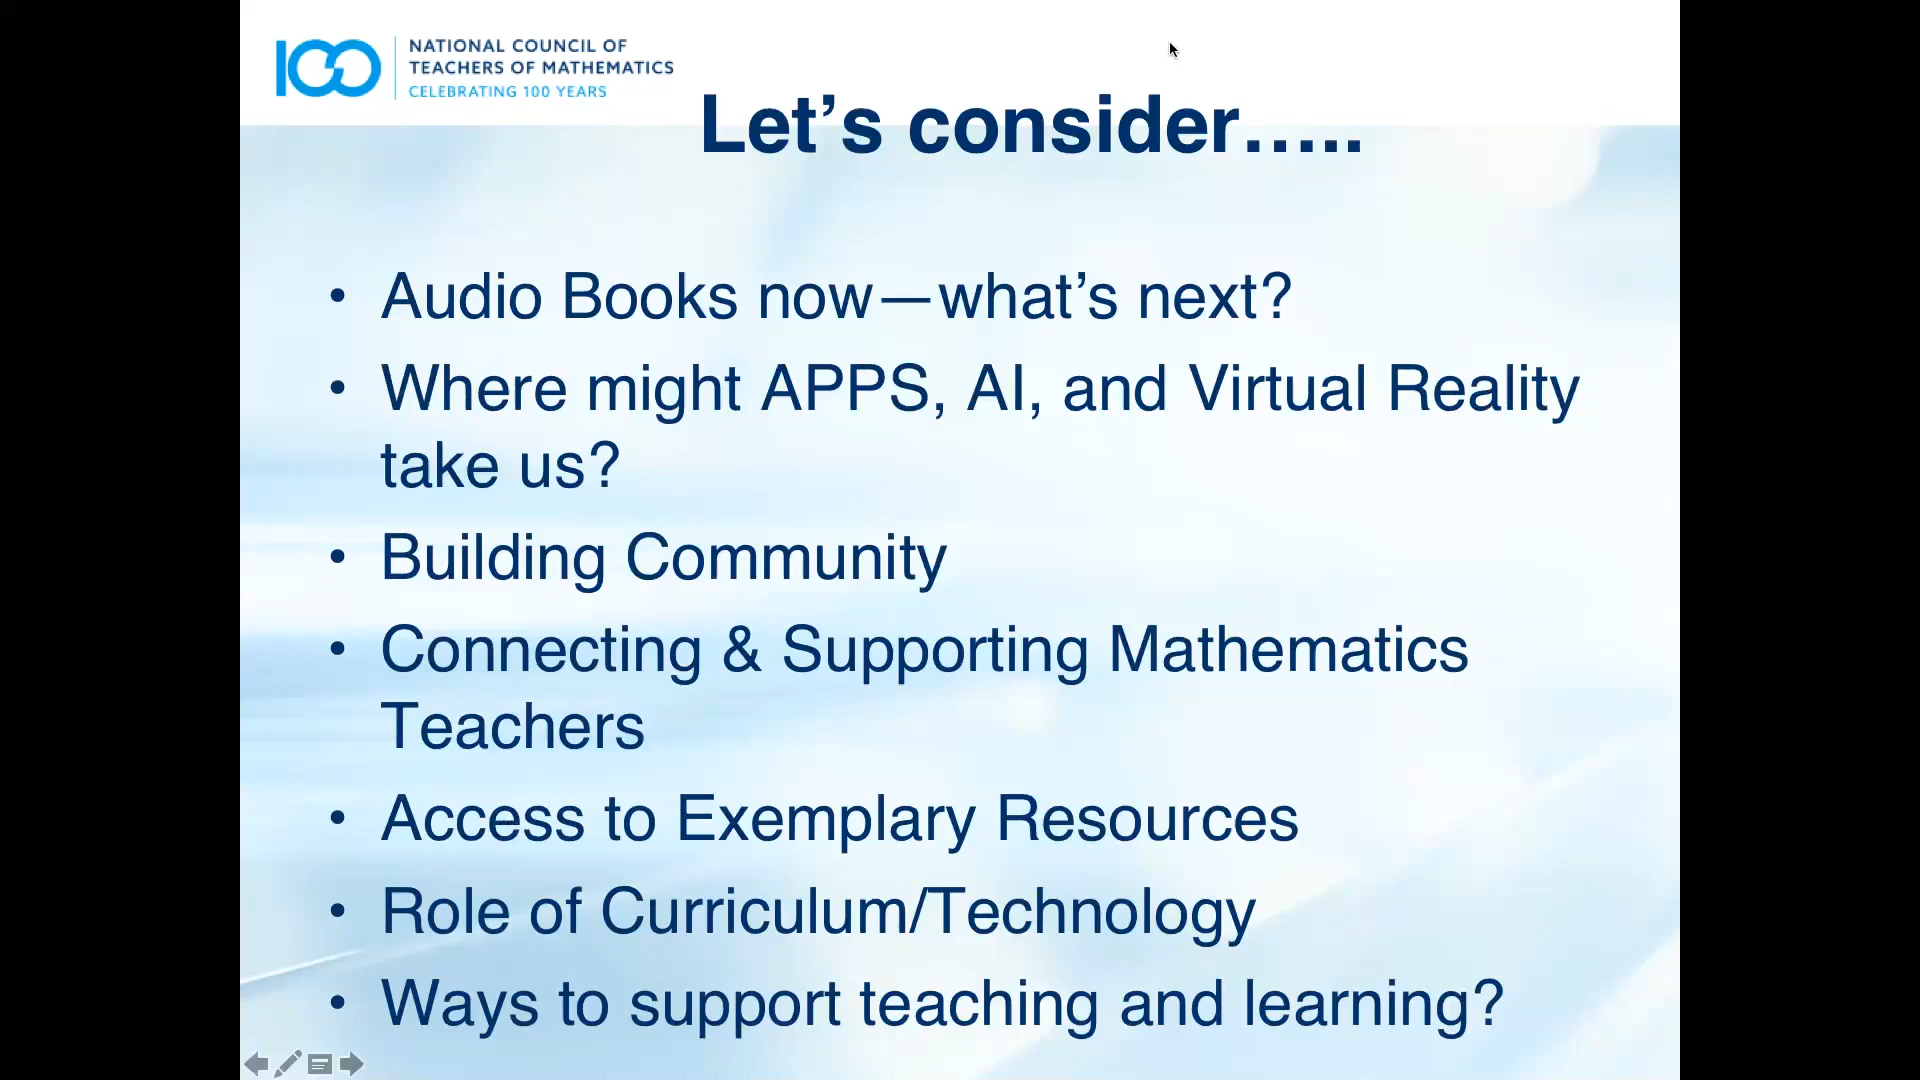 100
NATIONAL COUNCIL OF
TEACHERS OF MATHEMATICS
CELEBRATING 100 YEARS
Let’s consider…..
• Audio Books now—what’s next?
• Where might APPS, AI, and Virtual Reality
take us?
• Building Community
• Connecting & Supporting Mathematics
Teachers
• Access to Exemplary Resources
• Role of Curriculum/Technology
• Ways to support teaching and learning?